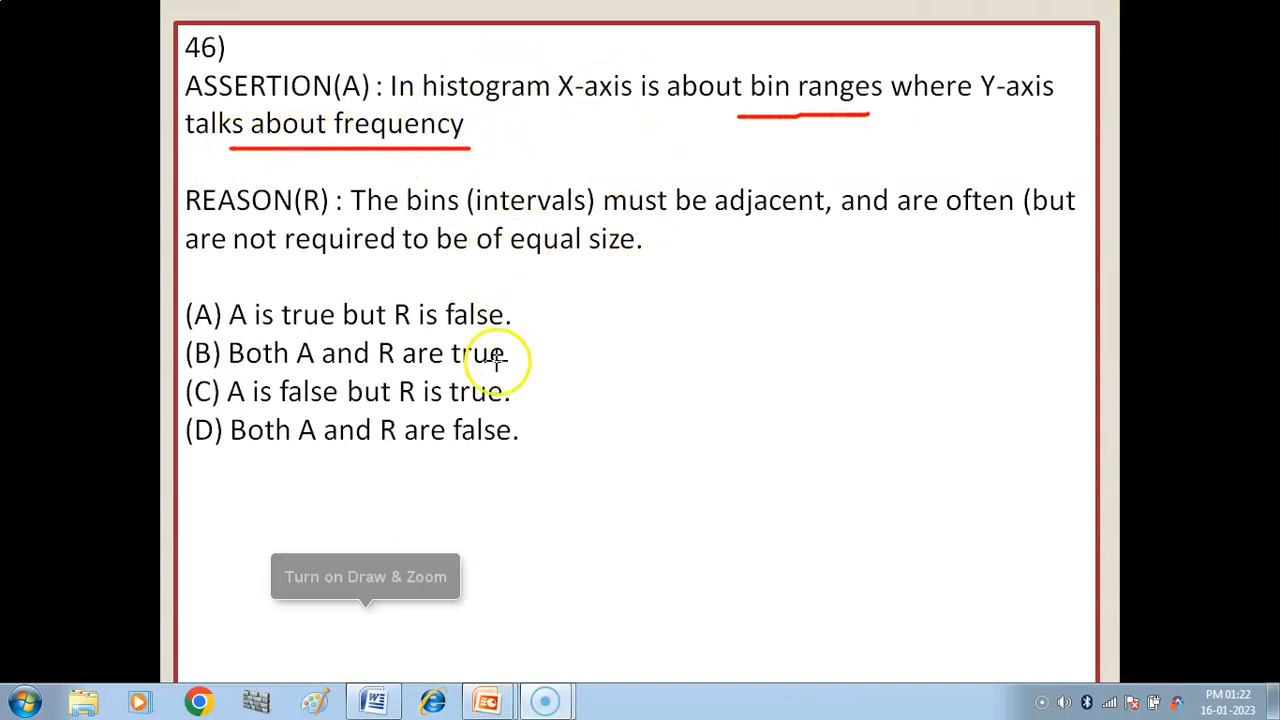 46)
ASSERTION(A) : In histogram X-axis is about bin ranges where Y-axis
talks about frequency
REASON(R) : The bins (intervals) must be adjacent, and are often (but
are not required to be of equal size.
(A) A is true but R is false.
(B) Both A and R are true.
(C) A is false but R is true.
(D) Both A and R are false.
Turn on Draw & Zoom
PM 01:22
16-01-2023